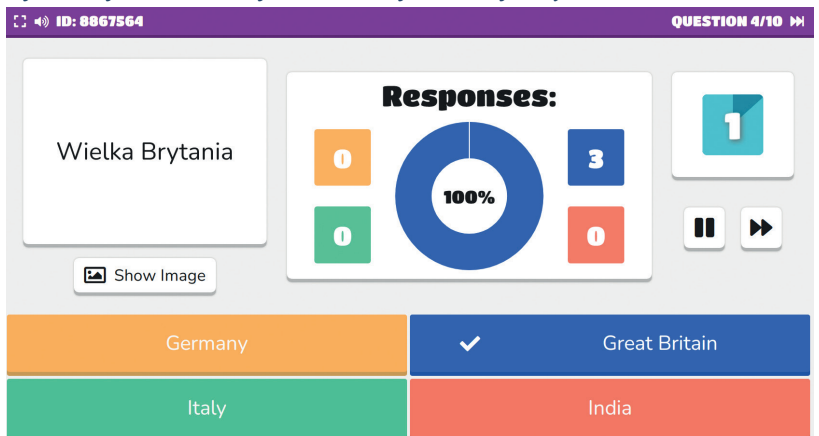 ID: 8867564
QUESTION 4/10
Wielka Brytania
Show Image
Responses:
0
3
100%
0
0
1
Germany
Great Britain
Italy
India